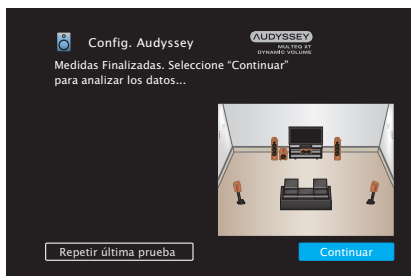 Config. Audyssey
AUDYSSEY
MULTEQ XT
DYNAMIC VOLUME
Medidas Finalizadas. Seleccione “Continuar”
para analizar los datos...
Repetir última prueba
Continuar